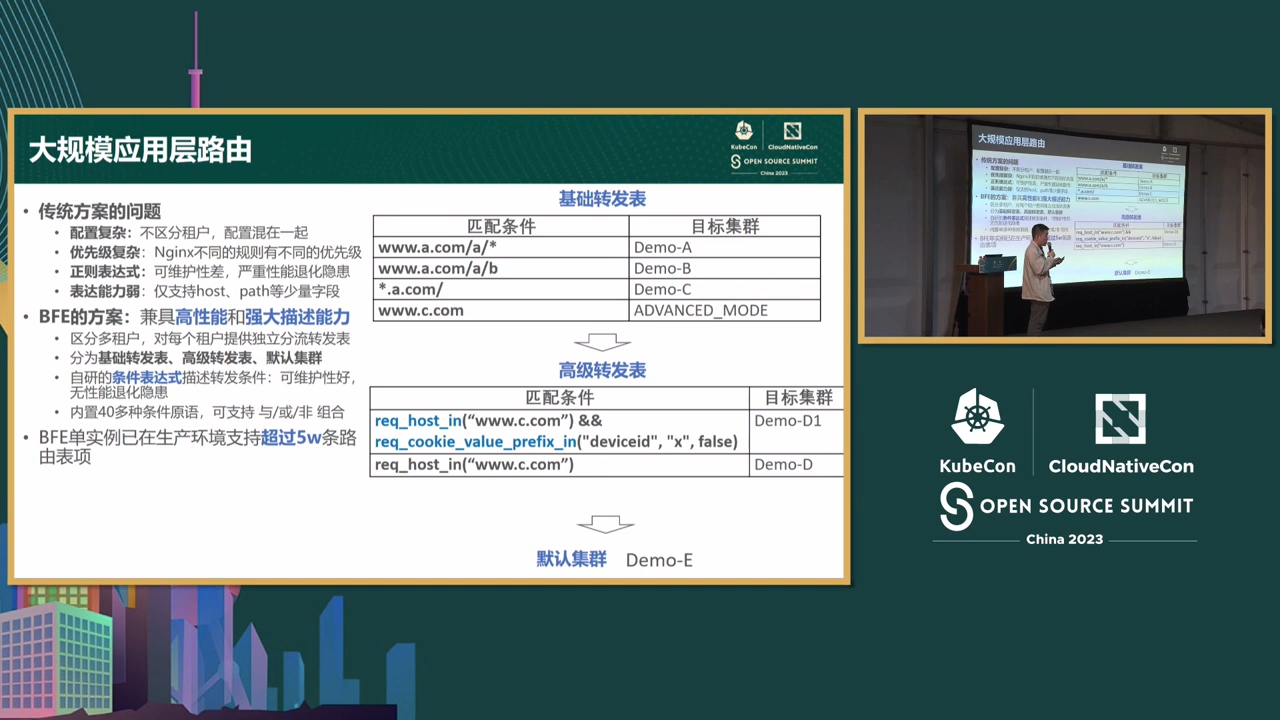 大规模应用层路由
KubeCon
CloudNativeCon
OPEN SOURCE SUMMIT
China 2023
• 传统方案的问题
• 配置复杂：不区分租户，配置混在一起
• 优先级复杂：Nginx不同的规则有不同的优先级
• 正则表达式：可维护性差，严重性能退化隐患
• 表达能力弱：仅支持host、path等少量字段
• BFE的方案：兼具高性能和强大描述能力
• 区分多租户，对每个租户提供独立分流转发表
• 分为基础转发表、高级转发表、默认集群
• 自研的条件表达式描述转发条件：可维护性好，
无性能退化隐患
• 内置40多种条件原语，可支持 与/或/非 组合
• BFE单实例已在生产环境支持超过5w条路
由表项
基础转发表
匹配条件 目标集群
www.a.com/a/* Demo-A
www.a.com/a/b Demo-B
*.a.com/ Demo-C
www.c.com ADVANCED_MODE
高级转发表
匹配条件 目标集群
req_host_in(“www.c.com”) && Demo-D1
req_cookie_value_prefix_in("deviceid", "x", false)
req_host_in(“www.c.com”) Demo-D
默认集群 Demo-E
大规模应用层路由
KubeCon
CloudNativeCon
OPEN SOURCE SUMMIT
China 2023